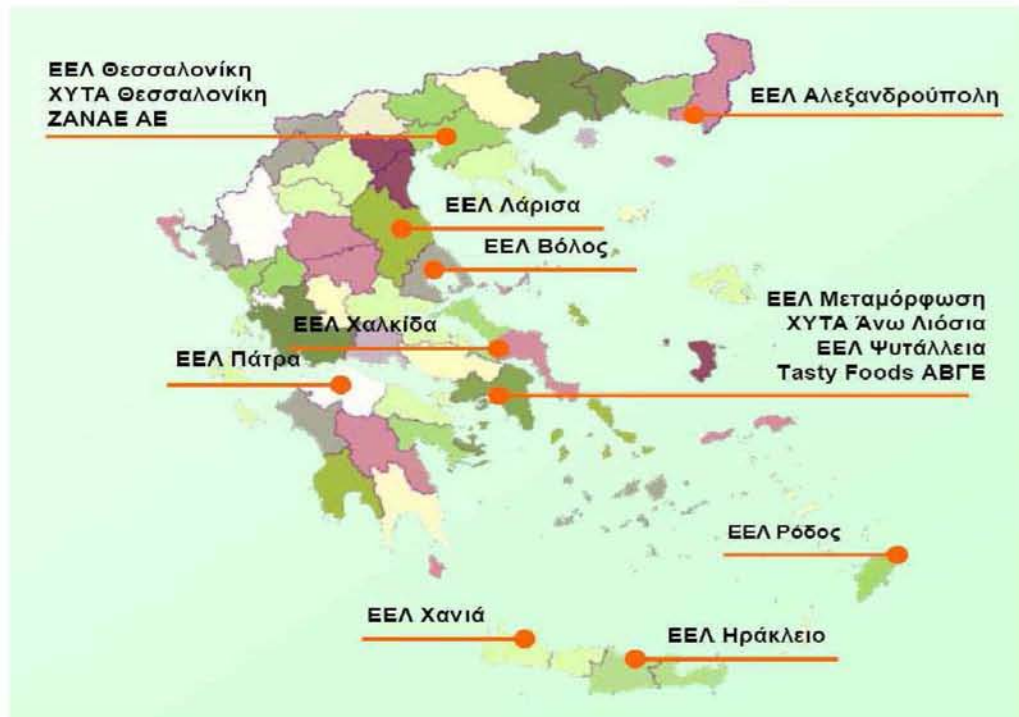 ΕΕΛ Θεσσαλονίκη
ΧΥΤΑ Θεσσαλονίκη
ΖΑΝΑΕ ΑΕ
ΕΕΛ Αλεξανδρούπολη
ΕΕΛ Λάρισα
ΕΕΛ Βόλος
ΕΕΛ Μεταμόρφωση
ΧΥΤΑ Άνω Λιόσια
ΕΕΛ Ψυτάλλεια
Tasty Foods ΑΒΓΕ
ΕΕΛ Χαλκίδα
ΕΕΛ Πάτρα
ΕΕΛ Ρόδος
ΕΕΛ Χανιά
ΕΕΛ Ηράκλειο